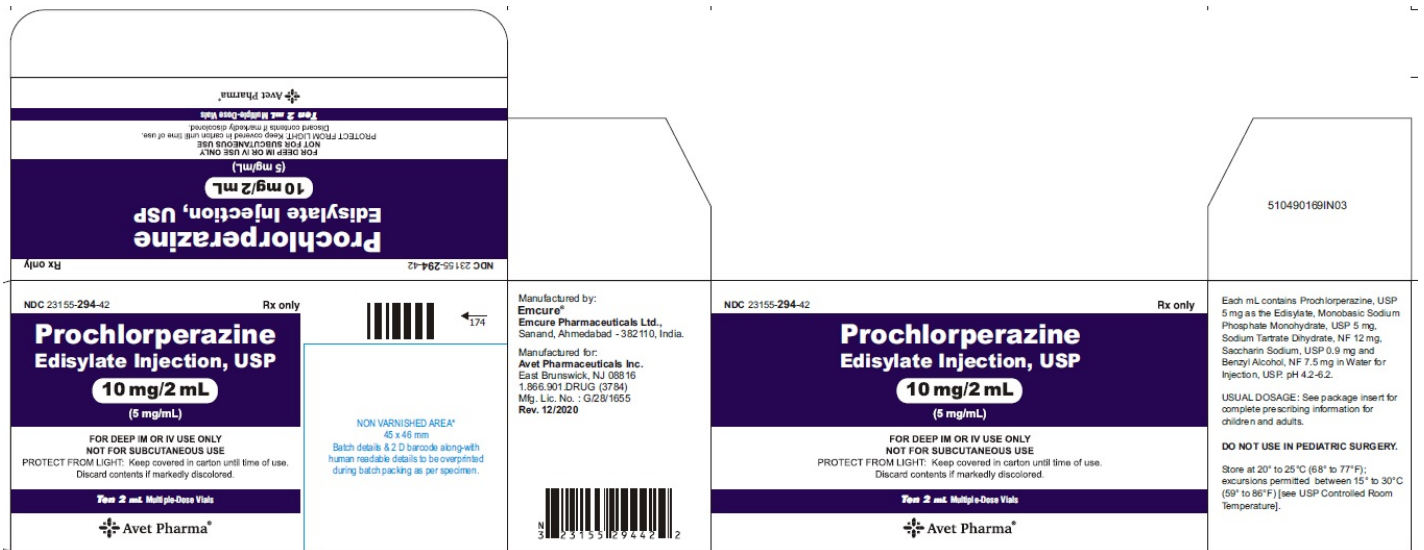 Avet Pharma®
Ten 2 mL Multiple-Dose Vials
Discard contents if markedly discolored.
PROTECT FROM LIGHT: Keep covered in carton until time of use.
NOT FOR SUBCUTANEOUS USE
FOR DEEP IM OR IV USE ONLY
(5 mg/mL)
10 mg/2 mL
Edisylate Injection, USP
Prochlorperazine
NDC 23155-294-42 Rx only
510490169IN03
NDC 23155-294-42 Rx only
Prochlorperazine
Edisylate Injection, USP
10 mg/2 mL
(5 mg/mL)
FOR DEEP IM OR IV USE ONLY
NOT FOR SUBCUTANEOUS USE
PROTECT FROM LIGHT: Keep covered in carton until time of use.
Discard contents if markedly discolored.
Ten 2 mL Multiple-Dose Vials
Avet Pharma®
174
NON VARNISHED AREA*
45 x 46 mm
Batch details & 2 D barcode along-with
human readable details to be overprinted
during batch packing as per specimen.
Manufactured by:
Emcure®
Emcure Pharmaceuticals Ltd.,
Sanand, Ahmedabad - 382110, India.
Manufactured for:
Avet Pharmaceuticals Inc.
East Brunswick, NJ 08816
1.866.901.DRUG (3784)
Mfg. Lic. No. : G/28/1655
Rev. 12/2020
N
3 23155 29442 2
NDC 23155-294-42 Rx only
Prochlorperazine
Edisylate Injection, USP
10 mg/2 mL
(5 mg/mL)
FOR DEEP IM OR IV USE ONLY
NOT FOR SUBCUTANEOUS USE
PROTECT FROM LIGHT: Keep covered in carton until time of use.
Discard contents if markedly discolored.
Ten 2 mL Multiple-Dose Vials
Avet Pharma®
Each mL contains Prochlorperazine, USP
5 mg as the Edisylate, Monobasic Sodium
Phosphate Monohydrate, USP 5 mg,
Sodium Tartrate Dihydrate, NF 12 mg,
Saccharin Sodium, USP 0.9 mg and
Benzyl Alcohol, NF 7.5 mg in Water for
Injection, USP. pH 4.2-6.2.
USUAL DOSAGE: See package insert for
complete prescribing information for
children and adults.
DO NOT USE IN PEDIATRIC SURGERY.
Store at 20° to 25°C (68° to 77°F);
excursions permitted between 15° to 30°C
(59° to 86°F) [see USP Controlled Room
Temperature].